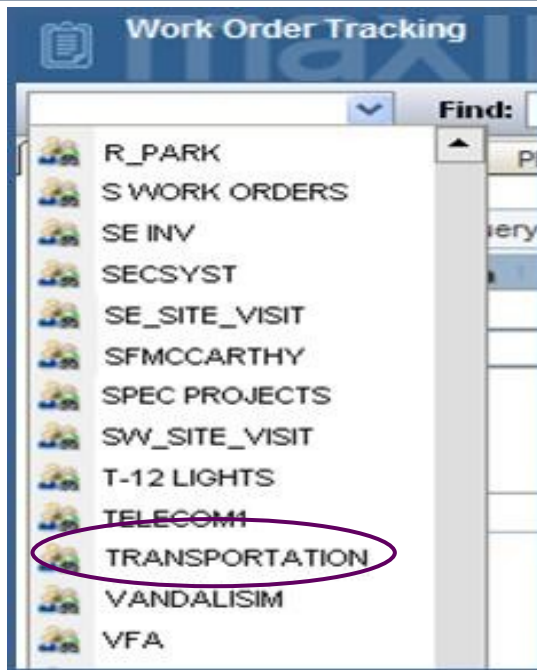 Work Order Tracking
Find:
R_PARK
S WORK ORDERS
SE INV
SECSYST
SE_SITE_VISIT
SFMCCARTHY
SPEC PROJECTS
SW_SITE_VISIT
T-12 LIGHTS
TELECOM1
TRANSPORTATION
VANDALISIM
VFA